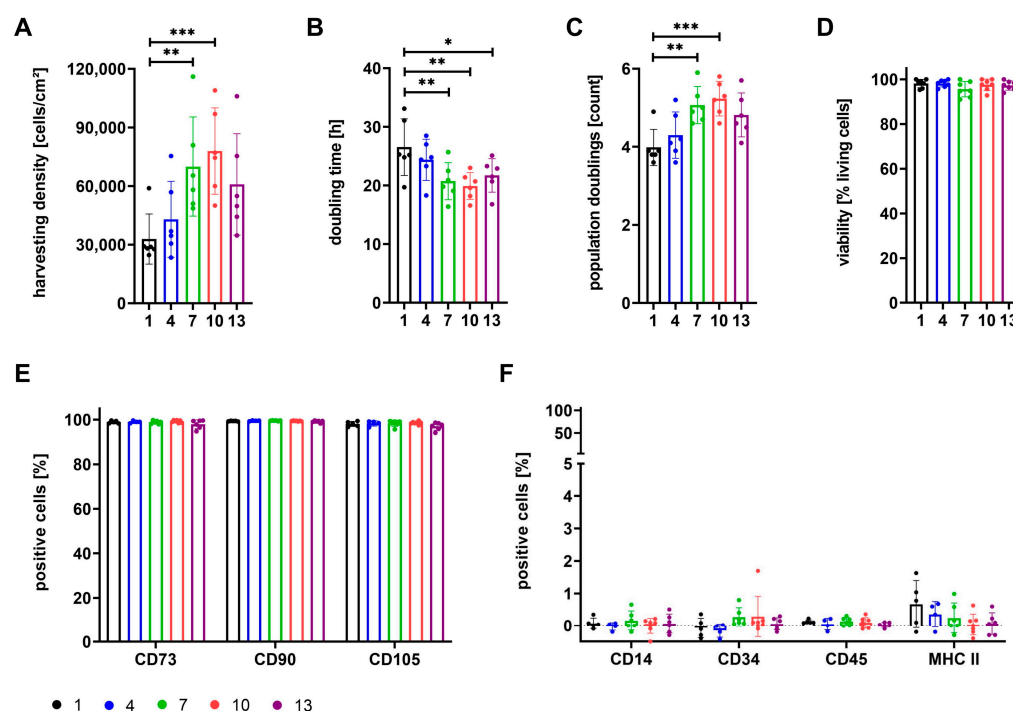 A
harvesting density [cells/cm²]
***
**
120,000
90,000
60,000
30,000
0
1 4 7 10 13
B
doubling time [h]
*
**
**
40
30
20
10
0
1 4 7 10 13
C
population doublings [count]
***
**
6
4
2
0
1 4 7 10 13
D
viability [% living cells]
100
80
60
40
20
0
1 4 7 10 13
E
positive cells [%]
100
80
60
40
20
0
CD73 CD90 CD105
F
positive cells [%]
100
50
5
4
3
2
1
0
CD14 CD34 CD45 MHC II
1 4 7 10 13